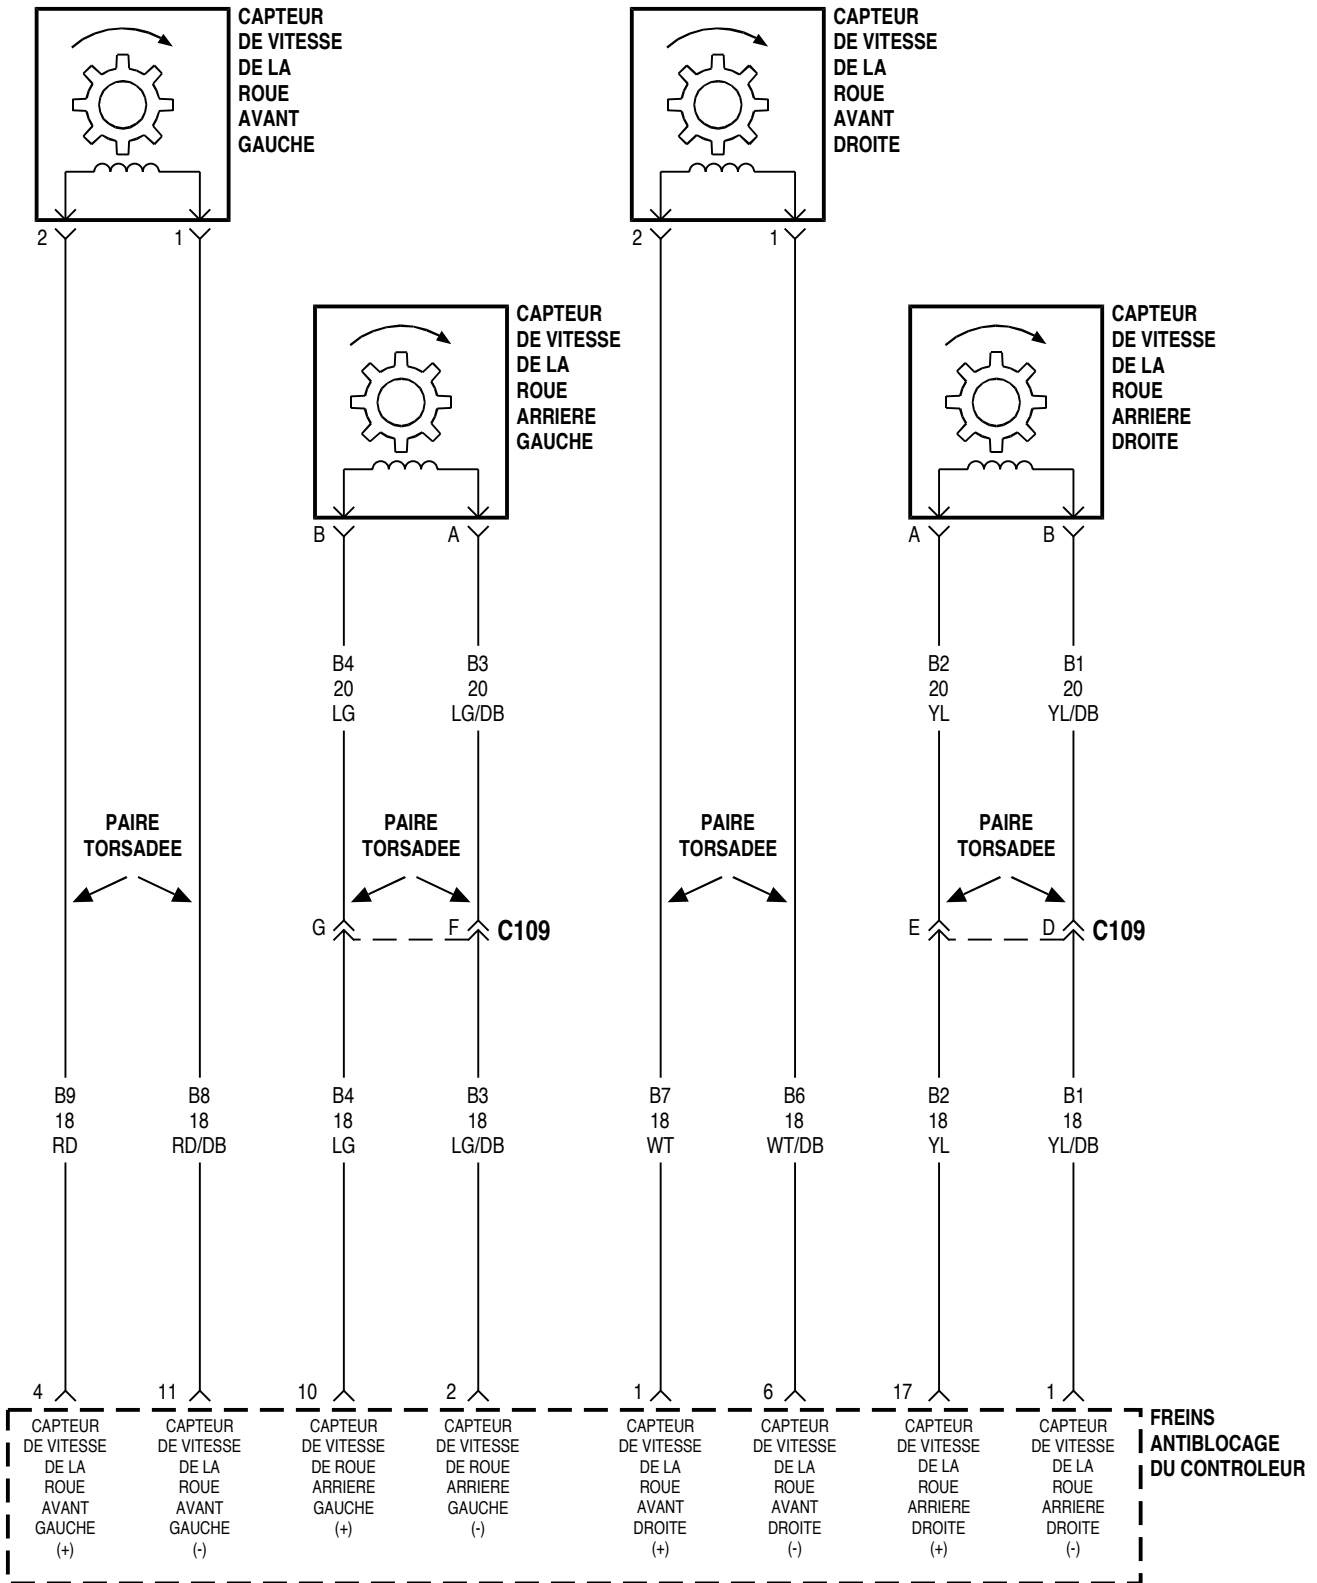 CAPTEUR
DE VITESSE
DE LA
ROUE
AVANT
GAUCHE
2
1
CAPTEUR
DE VITESSE
DE LA
ROUE
AVANT
DROITE
2
1
CAPTEUR
DE VITESSE
DE LA
ROUE
ARRIERE
GAUCHE
B
A
CAPTEUR
DE VITESSE
DE LA
ROUE
ARRIERE
DROITE
A
B
B4
20
LG
B3
20
LG/DB
B2
20
YL
B1
20
YL/DB
PAIRE
TORSADEE
PAIRE
TORSADEE
PAIRE
TORSADEE
PAIRE
TORSADEE
G
F
C109
E
D
C109
B9
18
RD
B8
18
RD/DB
B4
18
LG
B3
18
LG/DB
B7
18
WT
B6
18
WT/DB
B2
18
YL
B1
18
YL/DB
4
11
10
2
1
6
17
1
CAPTEUR
DE VITESSE
DE LA
ROUE
AVANT
GAUCHE
(+)
CAPTEUR
DE VITESSE
DE LA
ROUE
AVANT
GAUCHE
(-)
CAPTEUR
DE VITESSE
DE ROUE
ARRIERE
GAUCHE
(+)
CAPTEUR
DE VITESSE
DE ROUE
ARRIERE
GAUCHE
(-)
CAPTEUR
DE VITESSE
DE LA
ROUE
AVANT
DROITE
(+)
CAPTEUR
DE VITESSE
DE LA
ROUE
AVANT
DROITE
(-)
CAPTEUR
DE VITESSE
DE LA
ROUE
ARRIERE
DROITE
(+)
CAPTEUR
DE VITESSE
DE LA
ROUE
ARRIERE
DROITE
(-)
FREINS
ANTIBLOCAGE
DU CONTROLEUR